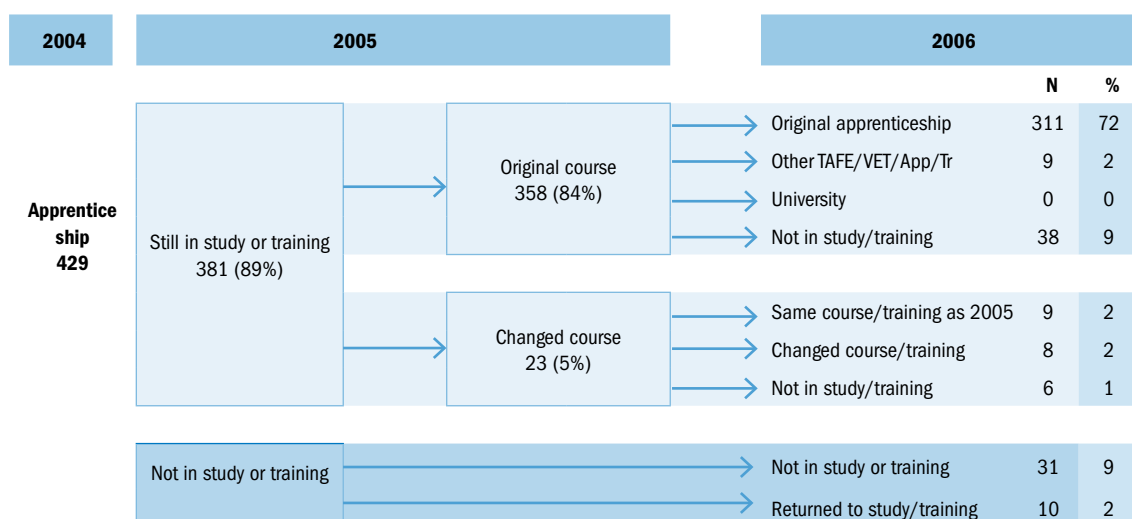 2004
2005
2006
N %
Original apprenticeship 311 72
Other TAFE/VET/App/Tr 9 2
University 0 0
Not in study/training 38 9
Original course
358 (84%)
Apprentice
ship
429
Still in study or training
381 (89%)
Same course/training as 2005 9 2
Changed course/training 8 2
Not in study/training 6 1
Changed course
23 (5%)
Not in study or training
Not in study or training 31 9
Returned to study/training 10 2